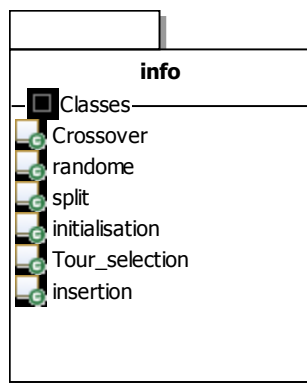 info
Classes
Crossover
randome
split
initialisation
Tour_selection
insertion